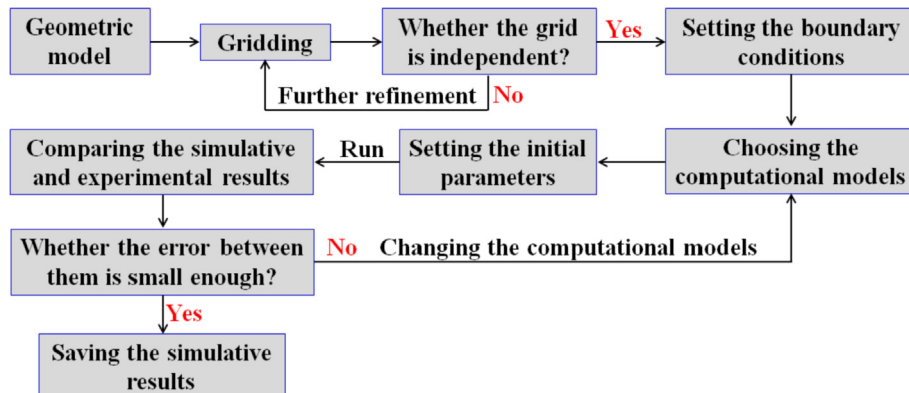 Geometric
model
Gridding
Whether the grid
is independent?
Yes
Setting the boundary
conditions
Further refinement
No
Comparing the simulative
and experimental results
Run
Setting the initial
parameters
Choosing the
computational models
Whether the error between
them is small enough?
No
Changing the computational models
Yes
Saving the simulative
results